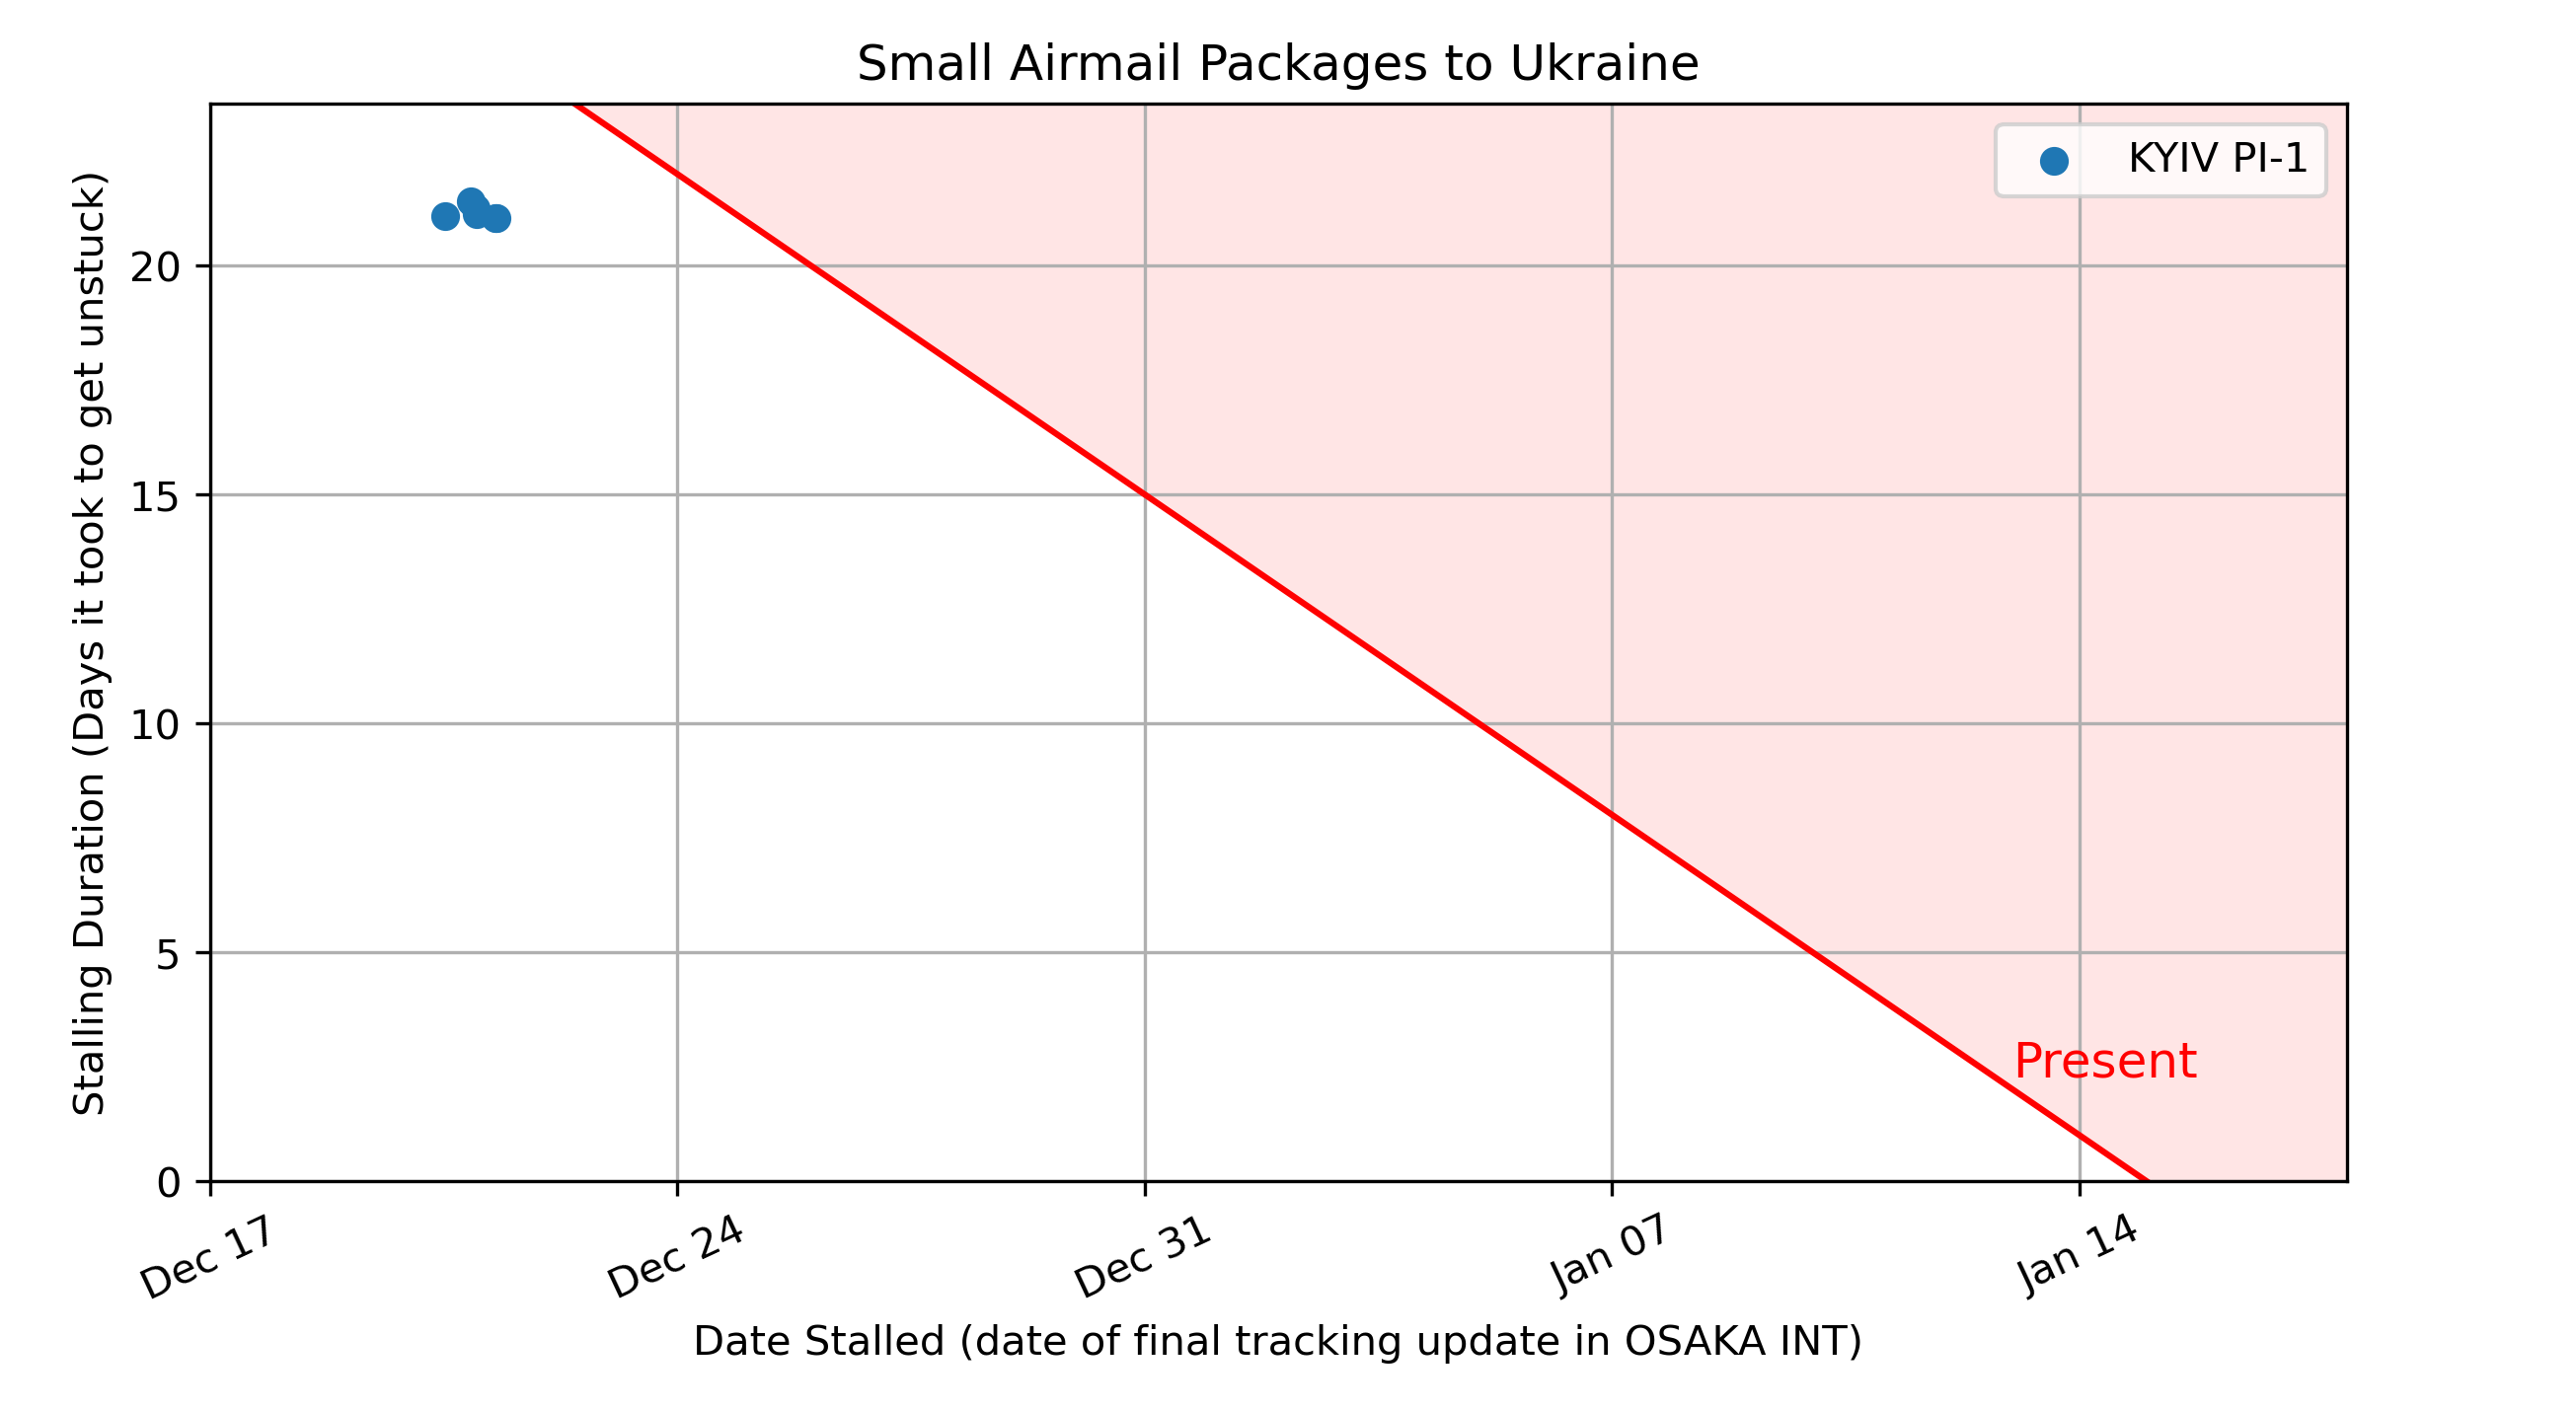 Small Airmail Packages to Ukraine
KYIV PI-1
Stalling Duration (Days it took to get unstuck)
20
15
10
5
0
Present
Dec 17
Dec 24
Dec 31
Jan 07
Jan 14
Date Stalled (date of final tracking update in OSAKA INT)